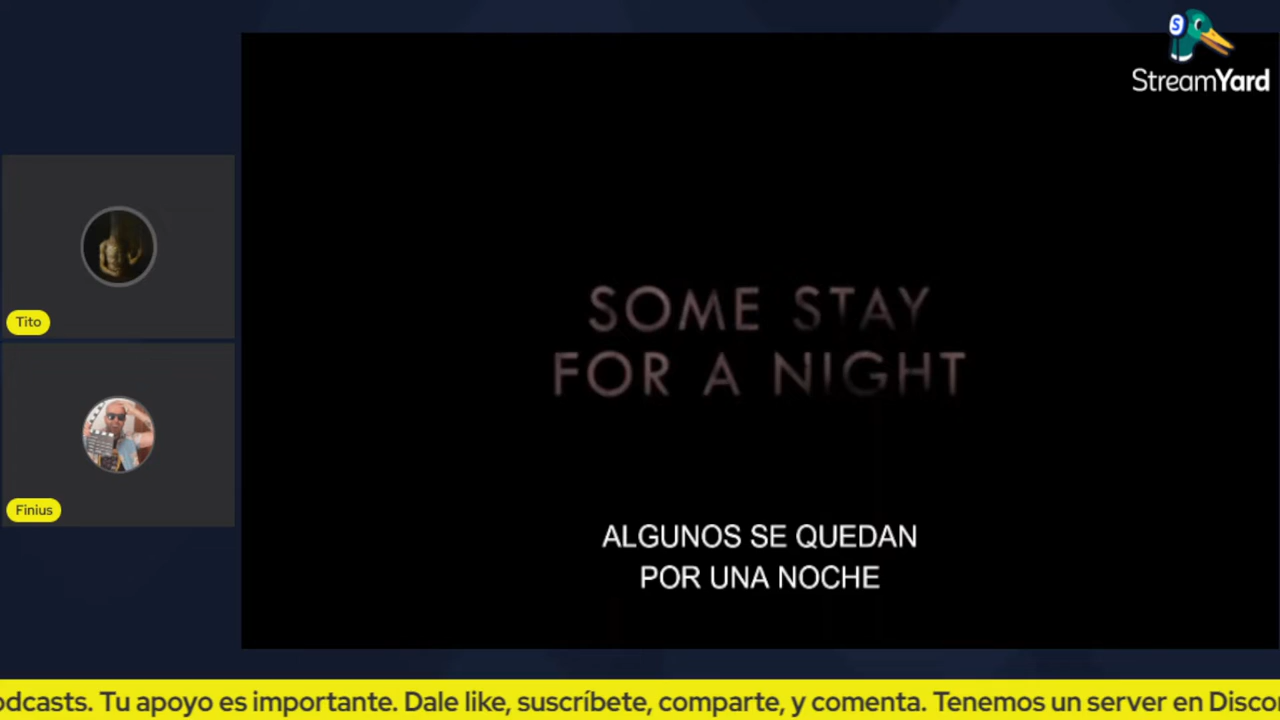 StreamYard
SOME STAY
FOR A NIGHT
Tito
Finius
ALGUNOS SE QUEDAN
POR UNA NOCHE
odcasts. Tu apoyo es importante. Dale like, suscríbete, comparte, y comenta. Tenemos un server en Disco